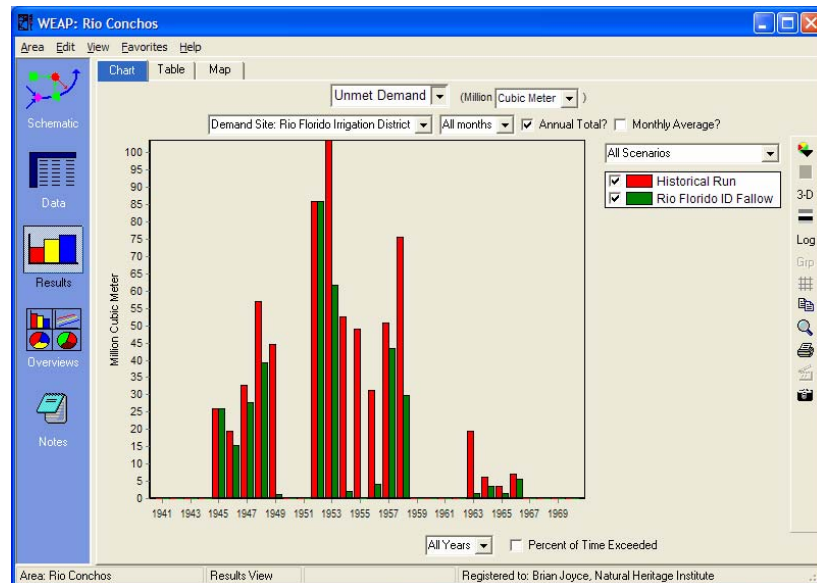 WEAP: Rio Conchos
Area Edit View Favorites Help
Chart Table Map
Unmet Demand (Million Cubic Meter )
Demand Site: Rio Florido Irrigation District All months Annual Total? Monthly Average?
All Scenarios
Historical Run
Rio Florido ID Fallow
Schematic
Data
Results
Overviews
Notes
3-D
Log
Grp
Million Cubic Meter
100
95
90
85
80
75
70
65
60
55
50
45
40
35
30
25
20
15
10
5
0
1941 1943 1945 1947 1949 1951 1953 1955 1957 1959 1961 1963 1965 1967 1969
All Years Percent of Time Exceeded
Area: Rio Conchos Results View Registered to: Brian Joyce, Natural Heritage Institute